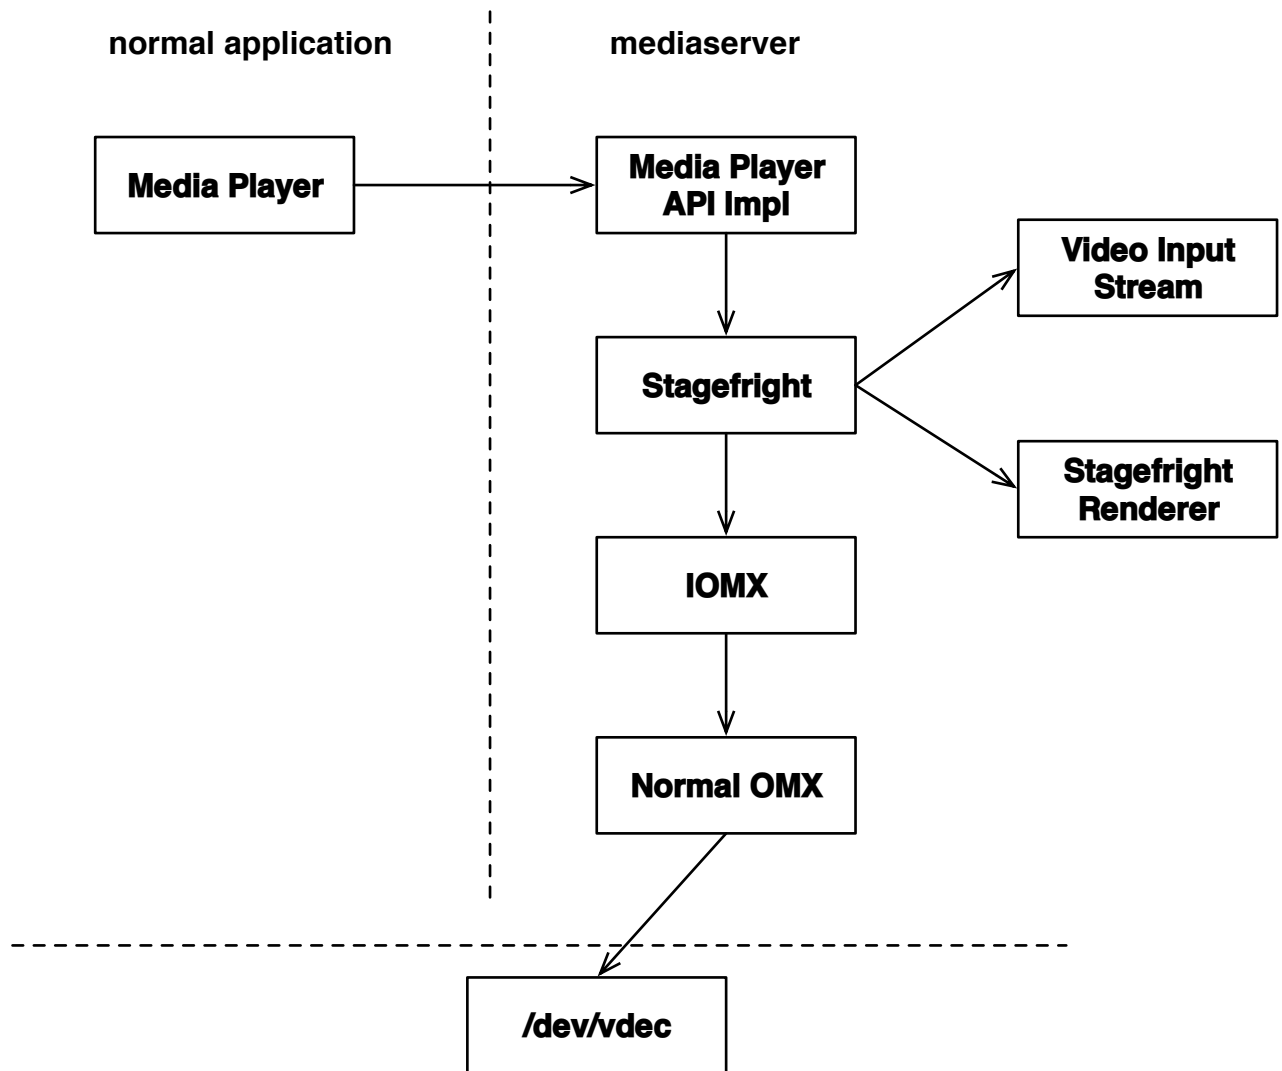 normal application
mediaserver
Media Player
Media Player
API Impl
Video Input
Stream
Stagefright
Stagefright
Renderer
IOMX
Normal OMX
/dev/vdec